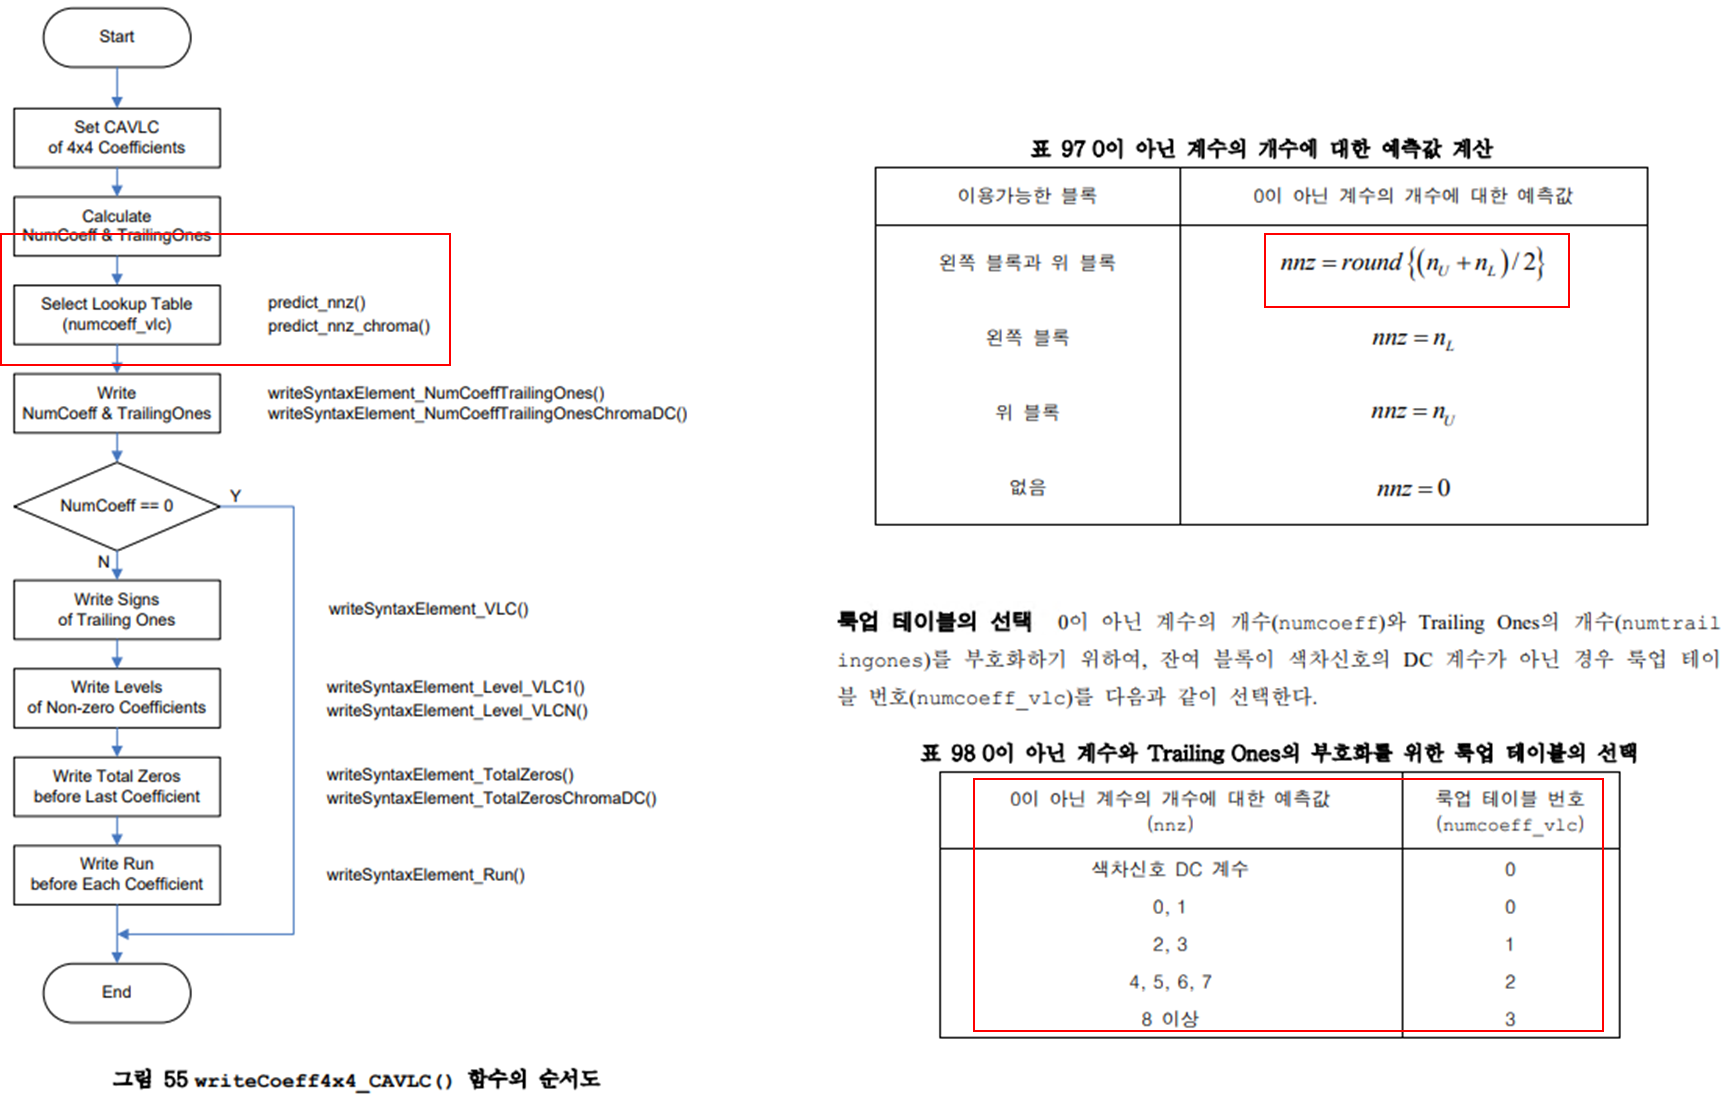 Start
Set CAVLC
of 4x4 Coefficients
Calculate
NumCoeff & TrailingOnes
Select Lookup Table
(numcoeff_vlc)
predict_nnz()
predict_nnz_chroma()
Write
NumCoeff & TrailingOnes
writeSyntaxElement_NumCoeffTrailingOnes()
writeSyntaxElement_NumCoeffTrailingOnesChromaDC()
NumCoeff == 0
Y
N
Write Signs
of Trailing Ones
writeSyntaxElement_VLC()
Write Levels
of Non-zero Coefficients
writeSyntaxElement_Level_VLC1()
writeSyntaxElement_Level_VLCN()
Write Total Zeros
before Last Coefficient
writeSyntaxElement_TotalZeros()
writeSyntaxElement_TotalZerosChromaDC()
Write Run
before Each Coefficient
writeSyntaxElement_Run()
End
그림 55 writeCoeff4x4_CAVLC() 함수의 순서도
표 97 0이 아닌 계수의 개수에 대한 예측값 계산
이용가능한 블록 0이 아닌 계수의 개수에 대한 예측값
왼쪽 블록과 위 블록 nnz = round{(n_U + n_L)/2}
왼쪽 블록 nnz = n_L
위 블록 nnz = n_U
없음 nnz = 0
룩업 테이블의 선택 0이 아닌 계수의 개수(numcoeff)와 Trailing Ones의 개수(numtrail
ingones)를 부호화하기 위하여, 잔여 블록이 색차신호의 DC 계수가 아닌 경우 룩업 테이
블 번호(numcoeff_vlc)를 다음과 같이 선택한다.
표 98 0이 아닌 계수와 Trailing Ones의 부호화를 위한 룩업 테이블의 선택
0이 아닌 계수의 개수에 대한 예측값 룩업 테이블 번호
(nnz) (numcoeff_vlc)
색차신호 DC 계수 0
0, 1 0
2, 3 1
4, 5, 6, 7 2
8 이상 3